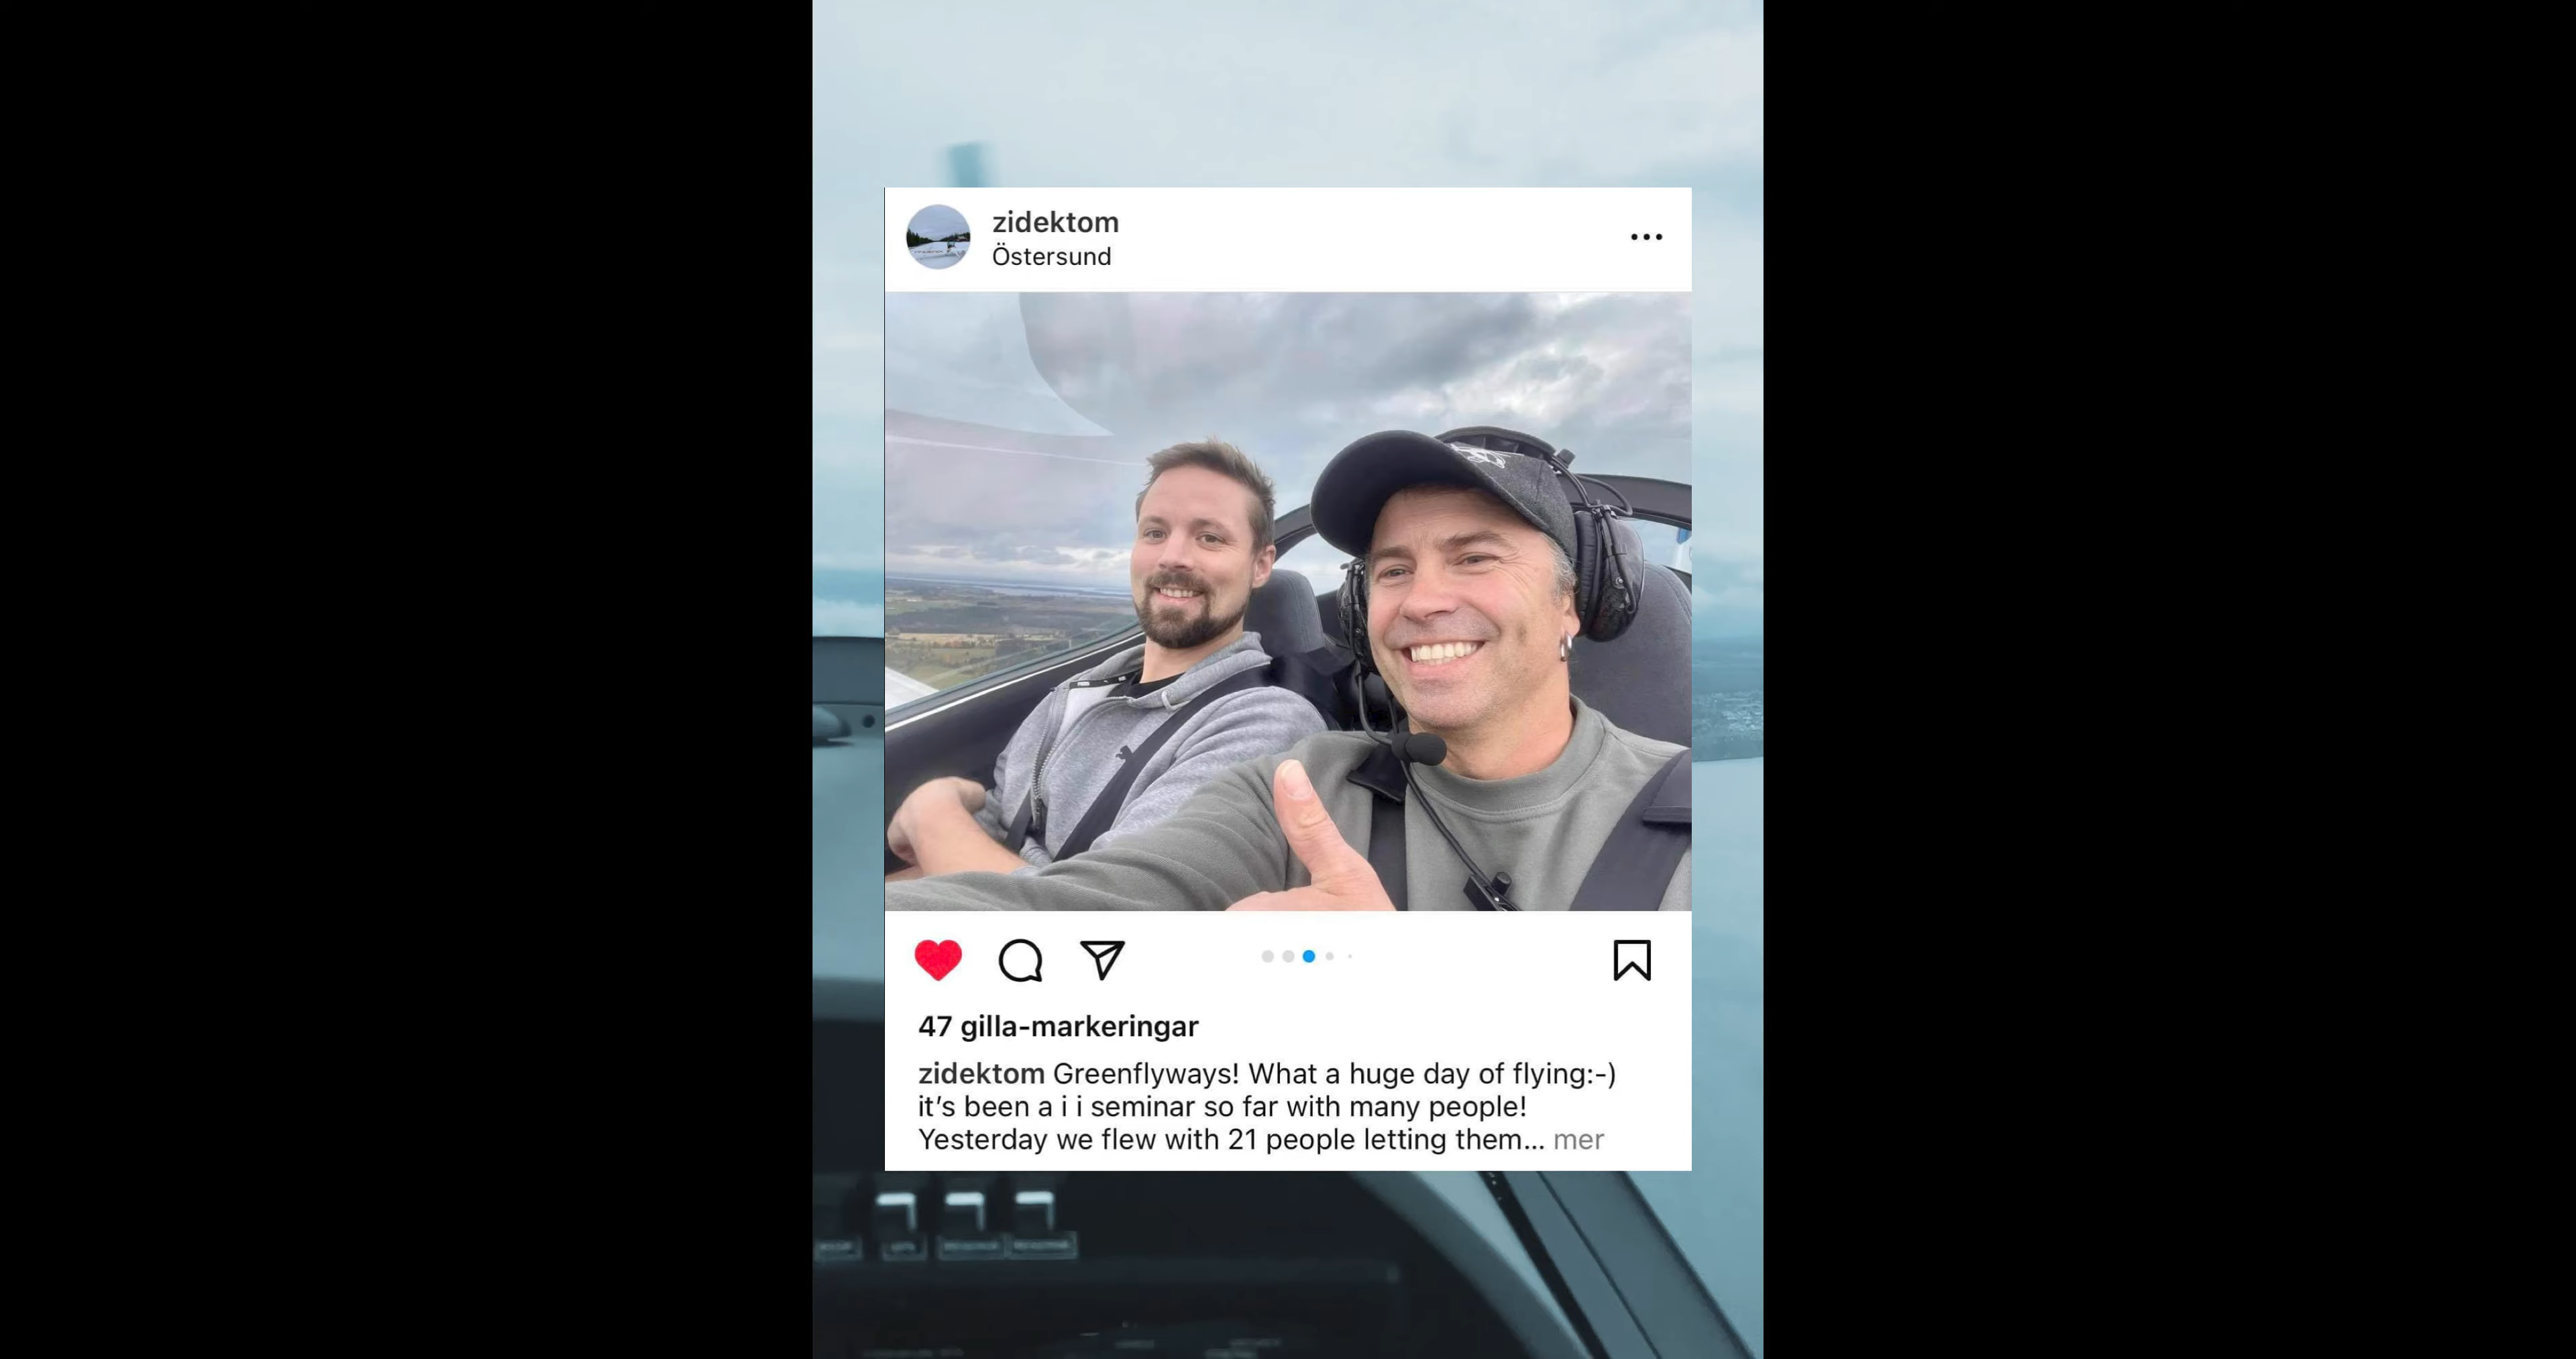 zidektom
Östersund
47 gilla-markeringar
zidektom Greenflyways! What a huge day of flying:-)
it’s been a i i seminar so far with many people!
Yesterday we flew with 21 people letting them... mer